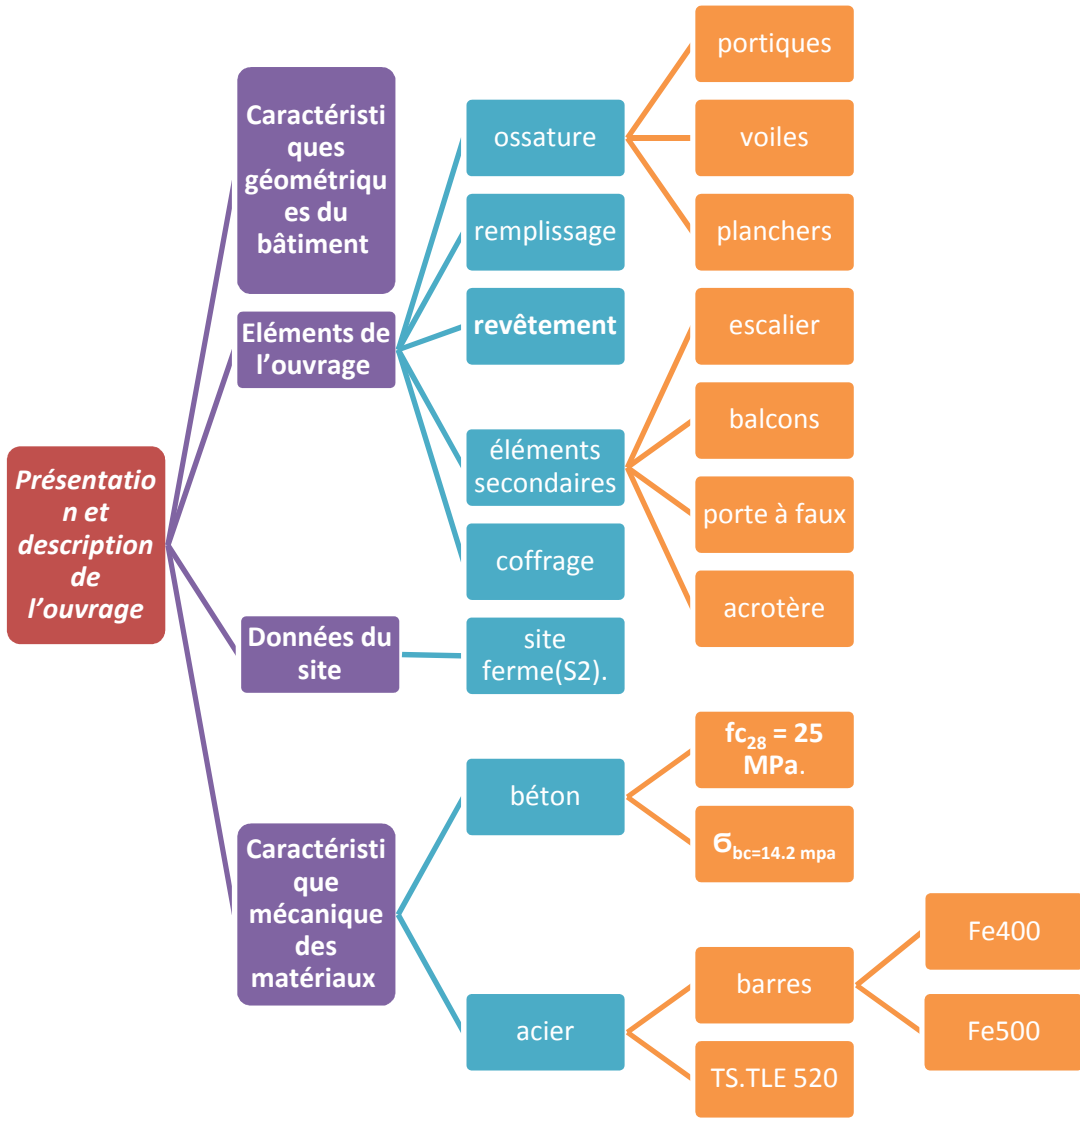 Présentatio
n et
description
de
l'ouvrage
Caractéristi
ques
géométriqu
es du
bâtiment
Eléments de
l'ouvrage
ossature
portiques
voiles
planchers
remplissage
revêtement
éléments
secondaires
escalier
balcons
porte à faux
acrotère
coffrage
Données du
site
site
ferme(S2).
Caractéristi
que
mécanique
des
matériaux
béton
fc28 = 25
MPa.
Ϭbc=14.2 mpa
acier
barres
Fe400
Fe500
TS.TLE 520